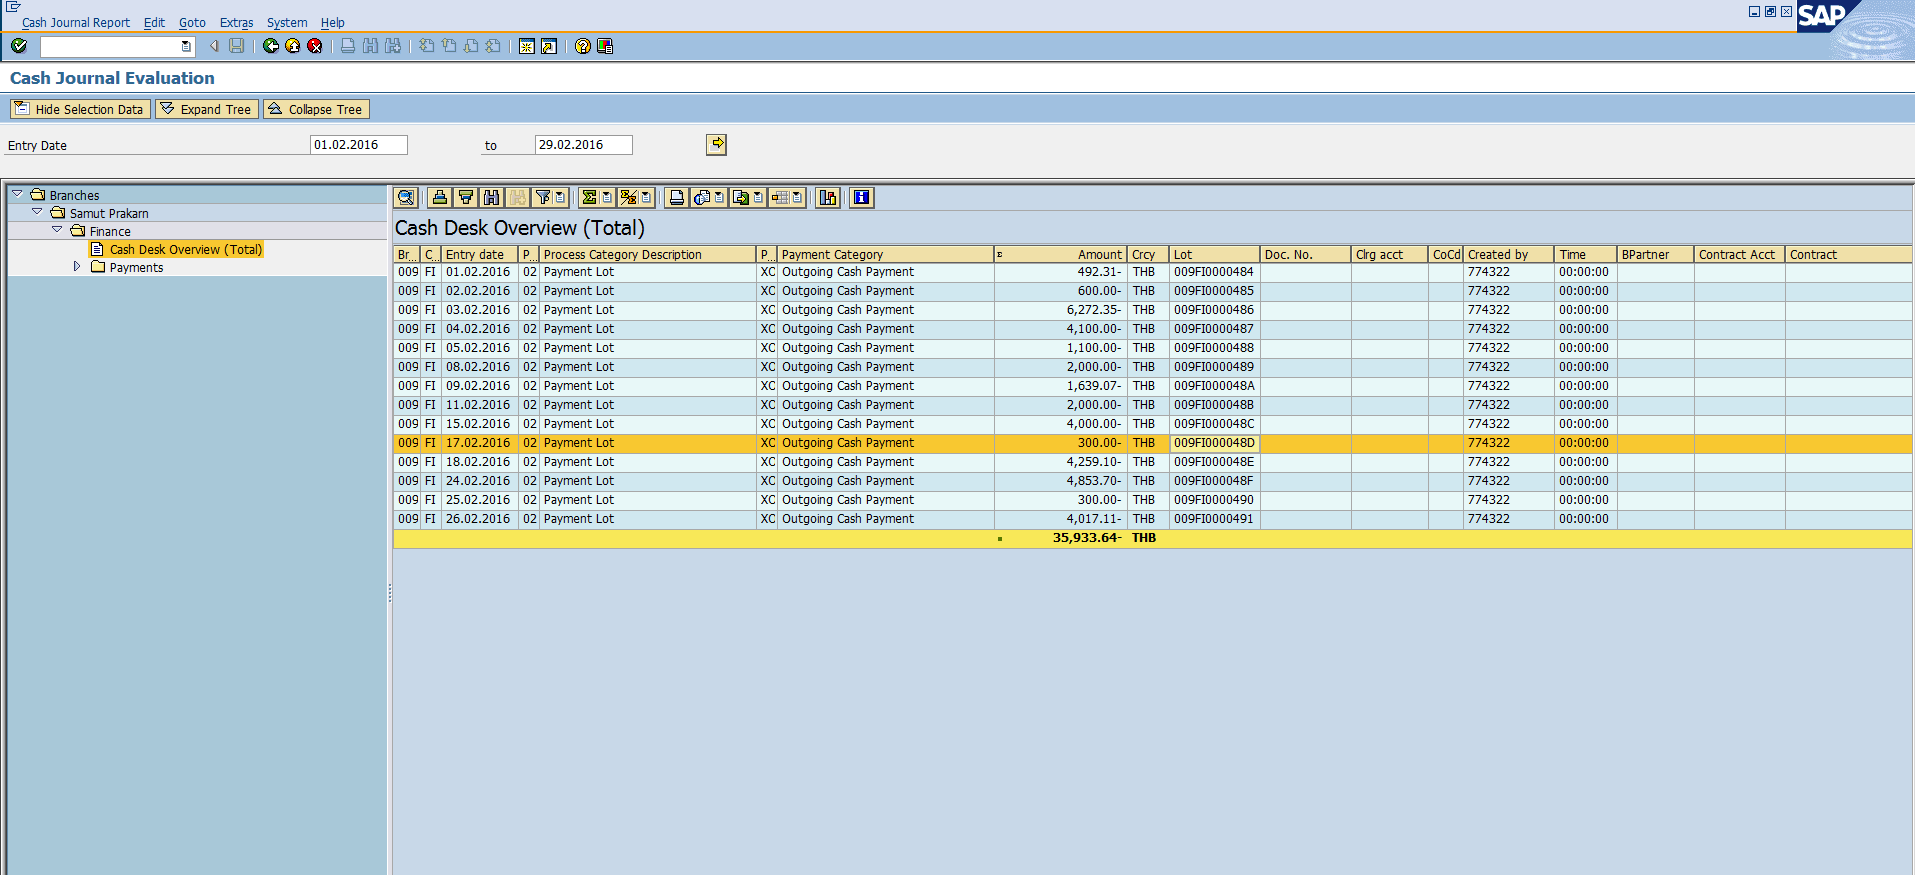 Cash Journal Report Edit Goto Extras System Help
SAP
Cash Journal Evaluation
Hide Selection Data Expand Tree Collapse Tree
Entry Date 01.02.2016 to 29.02.2016
Branches
Samut Prakarn
Finance
Cash Desk Overview (Total)
Payments
Cash Desk Overview (Total)
Br.. C.. Entry date P.. Process Category Description P.. Payment Category Σ Amount Crcy Lot Doc. No. Clrg acct CoCd Created by Time BPartner Contract Acct Contract
009 FI 01.02.2016 02 Payment Lot XC Outgoing Cash Payment 492.31- THB 009FI0000484 774322 00:00:00
009 FI 02.02.2016 02 Payment Lot XC Outgoing Cash Payment 600.00- THB 009FI0000485 774322 00:00:00
009 FI 03.02.2016 02 Payment Lot XC Outgoing Cash Payment 6,272.35- THB 009FI0000486 774322 00:00:00
009 FI 04.02.2016 02 Payment Lot XC Outgoing Cash Payment 4,100.00- THB 009FI0000487 774322 00:00:00
009 FI 05.02.2016 02 Payment Lot XC Outgoing Cash Payment 1,100.00- THB 009FI0000488 774322 00:00:00
009 FI 08.02.2016 02 Payment Lot XC Outgoing Cash Payment 2,000.00- THB 009FI0000489 774322 00:00:00
009 FI 09.02.2016 02 Payment Lot XC Outgoing Cash Payment 1,639.07- THB 009FI000048A 774322 00:00:00
009 FI 11.02.2016 02 Payment Lot XC Outgoing Cash Payment 2,000.00- THB 009FI000048B 774322 00:00:00
009 FI 15.02.2016 02 Payment Lot XC Outgoing Cash Payment 4,000.00- THB 009FI000048C 774322 00:00:00
009 FI 17.02.2016 02 Payment Lot XC Outgoing Cash Payment 300.00- THB 009FI000048D 774322 00:00:00
009 FI 18.02.2016 02 Payment Lot XC Outgoing Cash Payment 4,259.10- THB 009FI000048E 774322 00:00:00
009 FI 24.02.2016 02 Payment Lot XC Outgoing Cash Payment 4,853.70- THB 009FI000048F 774322 00:00:00
009 FI 25.02.2016 02 Payment Lot XC Outgoing Cash Payment 300.00- THB 009FI0000490 774322 00:00:00
009 FI 26.02.2016 02 Payment Lot XC Outgoing Cash Payment 4,017.11- THB 009FI0000491 774322 00:00:00
35,933.64- THB